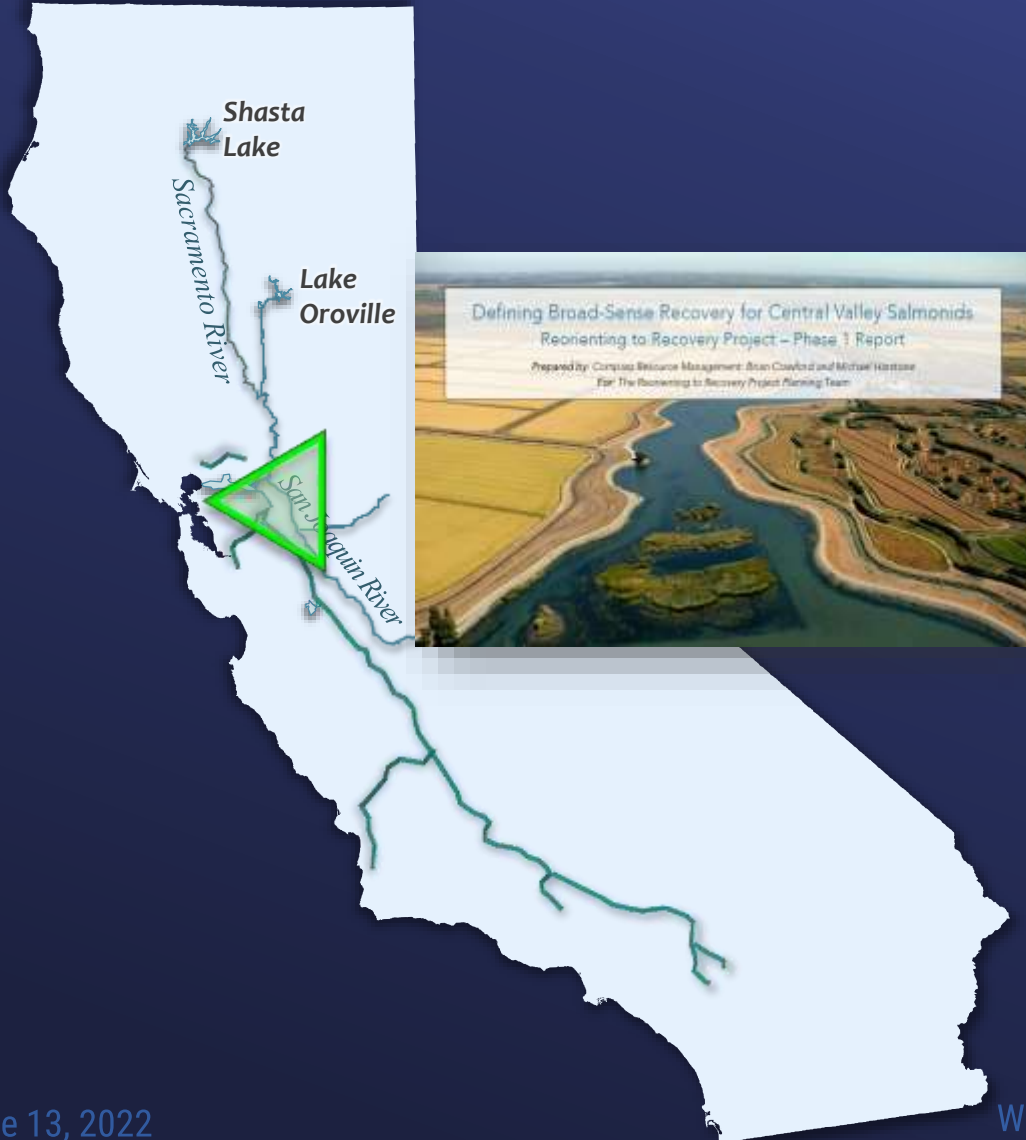 Shasta
Lake
Sacramento River
Lake
Oroville
Defining Broad-Sense Recovery for Central Valley Salmonids
Reorienting to Recovery Project – Phase 1 Report
Prepared by: Compass Resource Management: Brian Crawford and Michael
For: The Reorienting to Recovery Project Planning Team
San Joaquin River
e 13, 2022
W